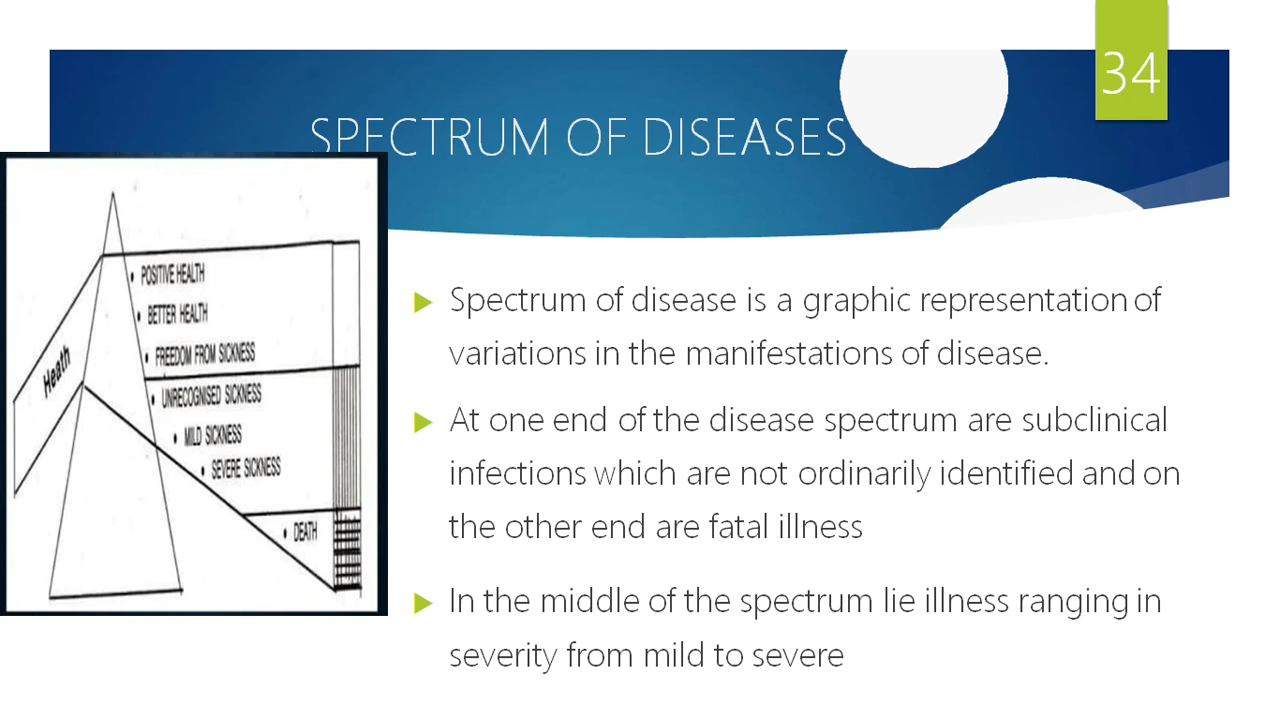 34
SPECTRUM OF DISEASES
Heath
• POSITIVE HEALTH
• BETTER HEALTH
• FREEDOM FROM SICKNESS
• UNRECOGNISED SICKNESS
• MILD SICKNESS
• SEVERE SICKNESS
• DEATH
Spectrum of disease is a graphic representation of
variations in the manifestations of disease.
At one end of the disease spectrum are subclinical
infections which are not ordinarily identified and on
the other end are fatal illness
In the middle of the spectrum lie illness ranging in
severity from mild to severe